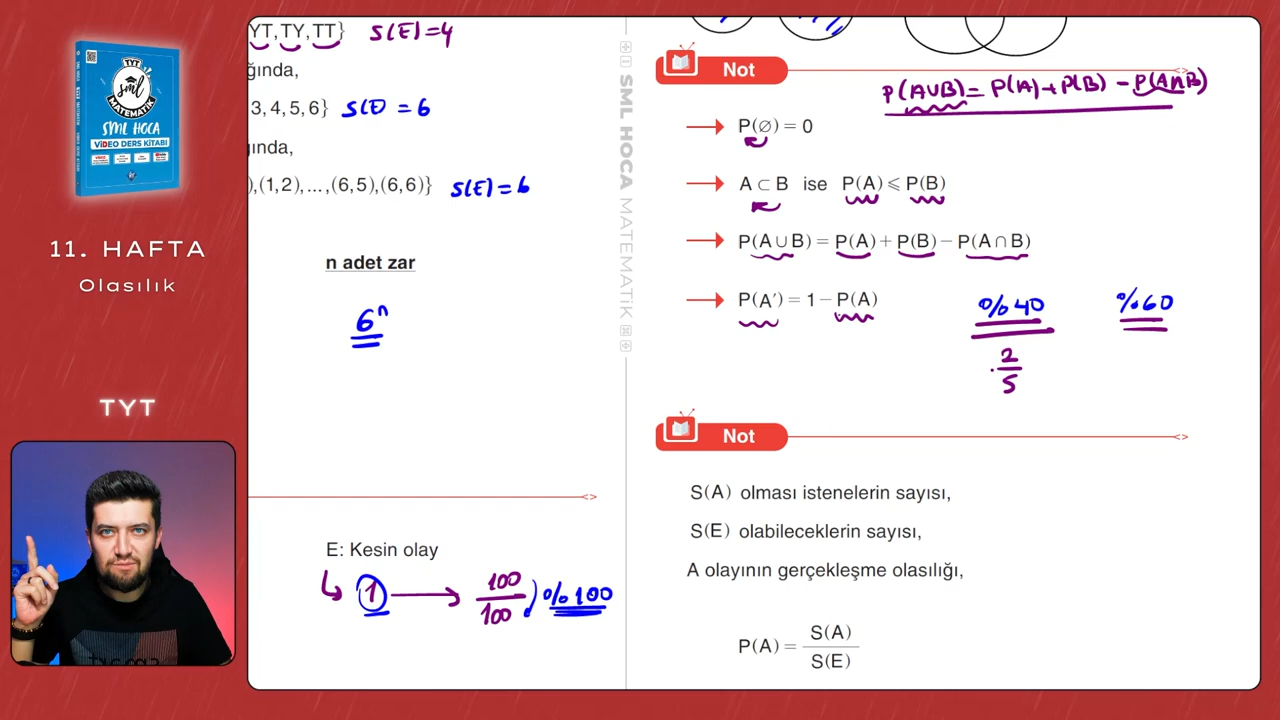 TYT
MATEMATİK
SML HOCA
VİDEO DERS KİTABI
11. HAFTA
Olasılık
TYT
YT, TY, TT} S(E)=4
ğında,
3, 4, 5, 6} S(E) = 6
ında,
),(1,2), ...,(6,5),(6,6)} S(E)=6
n adet zar
6ⁿ
E: Kesin olay
↳ 1 → 100/100 %100
SML HOCA MATEMATİK
Not
P(A∪B) = P(A)+P(B) - P(A∩B)
→ P(∅) = 0
→ A ⊂ B ise P(A) ⩽ P(B)
→ P(A∪B) = P(A) + P(B) − P(A∩B)
→ P(A′) = 1 − P(A)
%40 %60
2/5
Not
S(A) olması istenelerin sayısı,
S(E) olabileceklerin sayısı,
A olayının gerçekleşme olasılığı,
P(A) = S(A)/S(E)